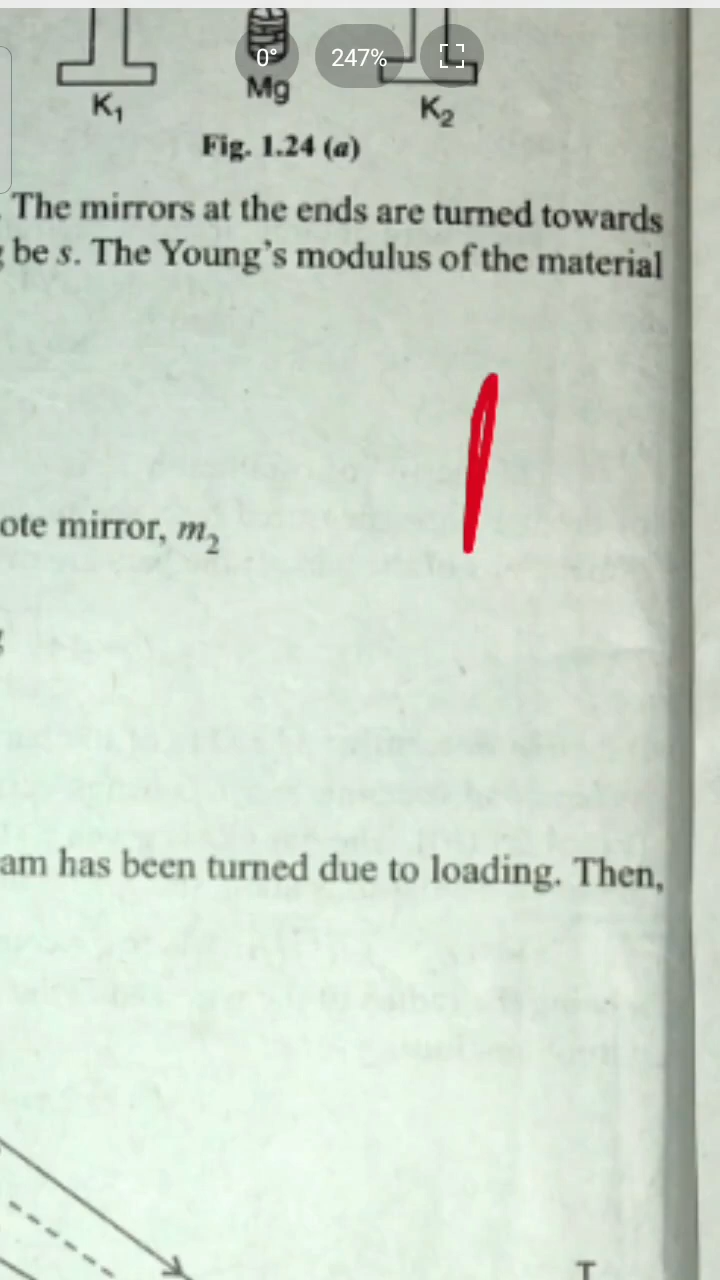 0° 247%
Mg
K₁ K₂
Fig. 1.24 (a)
The mirrors at the ends are turned towards
be s. The Young's modulus of the material
ote mirror, m₂
am has been turned due to loading. Then,
T